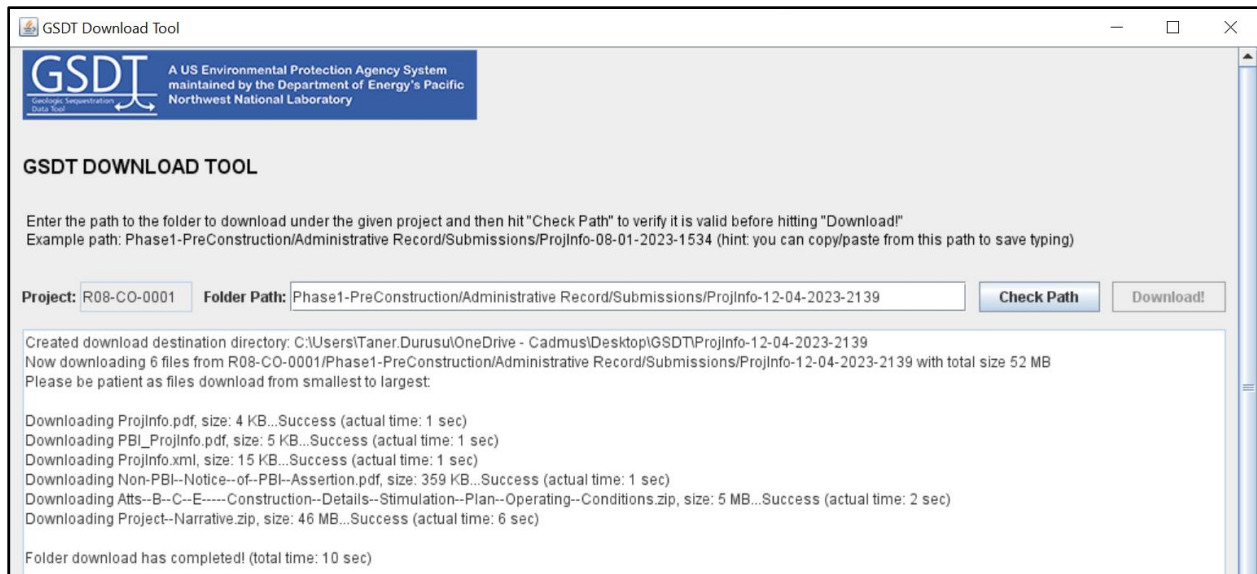 GSDT Download Tool
GSDT
Geologic Sequestration
Data Tool
A US Environmental Protection Agency System
maintained by the Department of Energy's Pacific
Northwest National Laboratory
GSDT DOWNLOAD TOOL
Enter the path to the folder to download under the given project and then hit "Check Path" to verify it is valid before hitting "Download!"
Example path: Phase1-PreConstruction/Administrative Record/Submissions/ProjInfo-08-01-2023-1534 (hint: you can copy/paste from this path to save typing)
Project: R08-CO-0001 Folder Path: Phase1-PreConstruction/Administrative Record/Submissions/ProjInfo-12-04-2023-2139 Check Path Download!
Created download destination directory: C:\Users\Taner.Durusu\OneDrive - Cadmus\Desktop\GSDT\ProjInfo-12-04-2023-2139
Now downloading 6 files from R08-CO-0001/Phase1-PreConstruction/Administrative Record/Submissions/ProjInfo-12-04-2023-2139 with total size 52 MB
Please be patient as files download from smallest to largest:
Downloading ProjInfo.pdf, size: 4 KB...Success (actual time: 1 sec)
Downloading PBI_ProjInfo.pdf, size: 5 KB...Success (actual time: 1 sec)
Downloading ProjInfo.xml, size: 15 KB...Success (actual time: 1 sec)
Downloading Non-PBI--Notice--of--PBI--Assertion.pdf, size: 359 KB...Success (actual time: 1 sec)
Downloading Atts--B--C--E-----Construction--Details--Stimulation--Plan--Operating--Conditions.zip, size: 5 MB...Success (actual time: 2 sec)
Downloading Project--Narrative.zip, size: 46 MB...Success (actual time: 6 sec)
Folder download has completed! (total time: 10 sec)